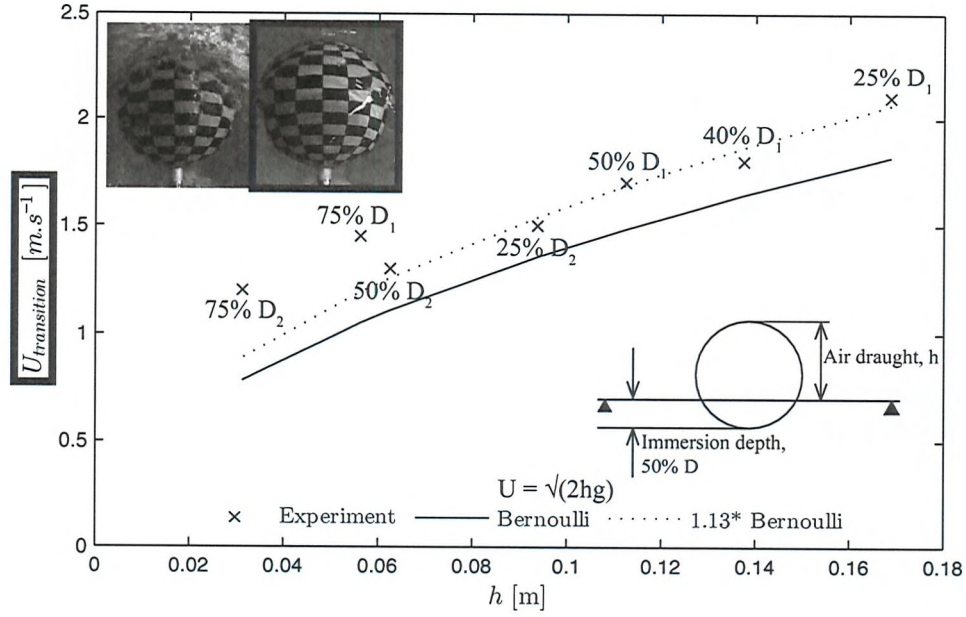 2.5
2
1.5
1
0.5
0
U_transition [m.s⁻¹]
25% D₁
40% D₁
50% D₁
75% D₁
25% D₂
50% D₂
75% D₂
Air draught, h
Immersion depth,
50% D
U = √(2hg)
× Experiment Bernoulli 1.13* Bernoulli
0 0.02 0.04 0.06 0.08 0.1 0.12 0.14 0.16 0.18
h [m]